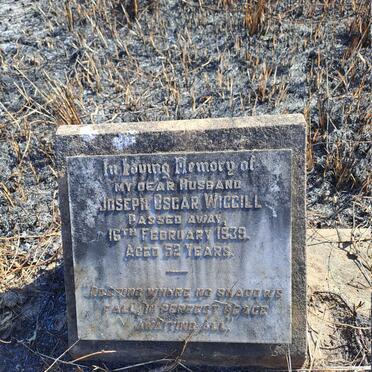 In Loving Memory of
MY DEAR HUSBAND
JOSEPH OSCAR WIGGILL
PASSED AWAY
16TH FEBRUARY 1939.
AGED 52 YEARS.
RESTING WHERE NO SHADOWS
FALL, IN PERFECT PEACE
AWAITING ALL.